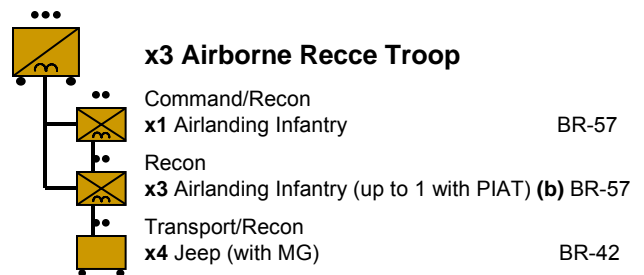 x3 Airborne Recce Troop
Command/Recon
x1 Airlanding Infantry BR-57
Recon
x3 Airlanding Infantry (up to 1 with PIAT) (b) BR-57
Transport/Recon
x4 Jeep (with MG) BR-42